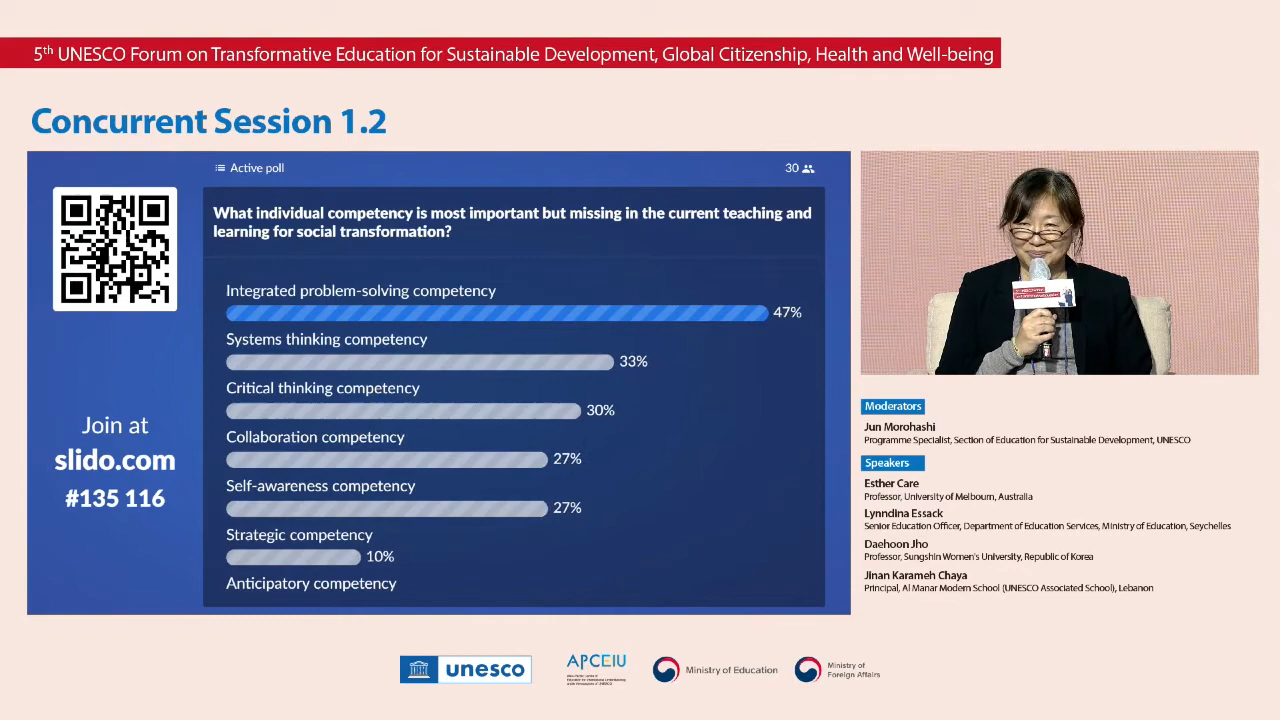 5th UNESCO Forum on Transformative Education for Sustainable Development, Global Citizenship, Health and Well-being
Concurrent Session 1.2
Active poll
30
What individual competency is most important but missing in the current teaching and
learning for social transformation?
Integrated problem-solving competency
47%
Systems thinking competency
33%
Critical thinking competency
30%
Collaboration competency
27%
Self-awareness competency
27%
Strategic competency
10%
Anticipatory competency
Join at
slido.com
#135 116
Moderators
Jun Morohashi
Programme Specialist, Section of Education for Sustainable Development, UNESCO
Speakers
Esther Care
Professor, University of Melbourn, Australia
Lynndina Essack
Senior Education Officer, Department of Education Services, Ministry of Education, Seychelles
Daehoon Jho
Professor, Sungshin Women's University, Republic of Korea
Jinan Karameh Chaya
Principal, Al Manar Modern School (UNESCO Associated School), Lebanon
unesco
APCEIU
Ministry of Education
Ministry of
Foreign Affairs